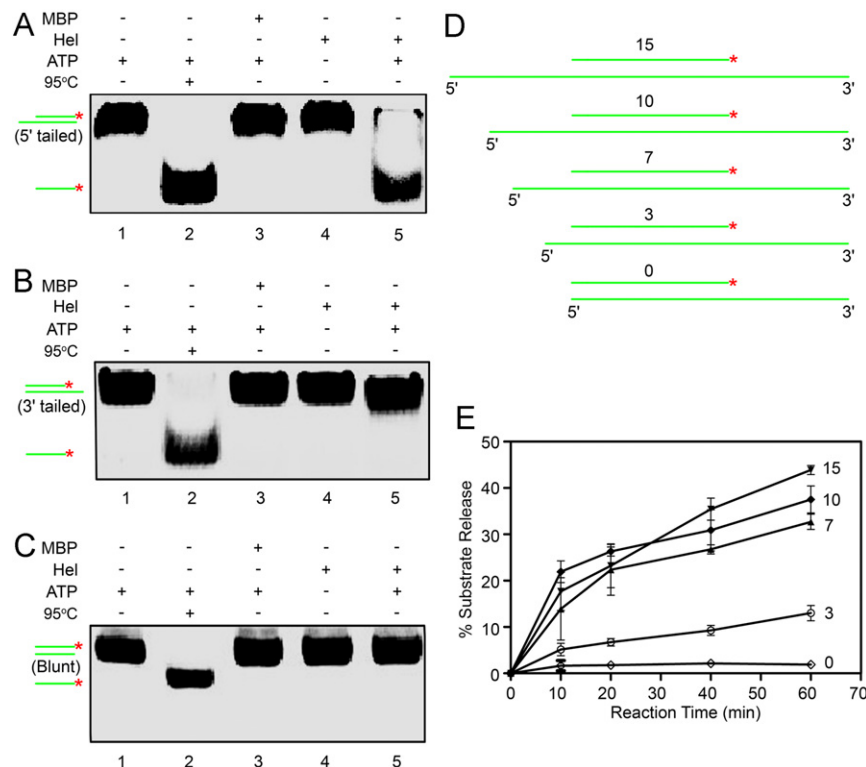 A
MBP - - + - -
Hel - - - + +
ATP + + + - +
95°C - + - - -
*
(5' tailed)
*
1 2 3 4 5
B
MBP - - + - -
Hel - - - + +
ATP + + + - +
95°C - + - - -
*
(3' tailed)
*
1 2 3 4 5
C
MBP - - + - -
Hel - - - + +
ATP + + + - +
95°C - + - - -
*
(Blunt)
*
1 2 3 4 5
D
15
*
5' 3'
10
*
5' 3'
7
*
5' 3'
3
*
5' 3'
0
*
5' 3'
E
% Substrate Release
50
40
30
20
10
0
15
10
7
3
0
0 10 20 30 40 50 60 70
Reaction Time (min)